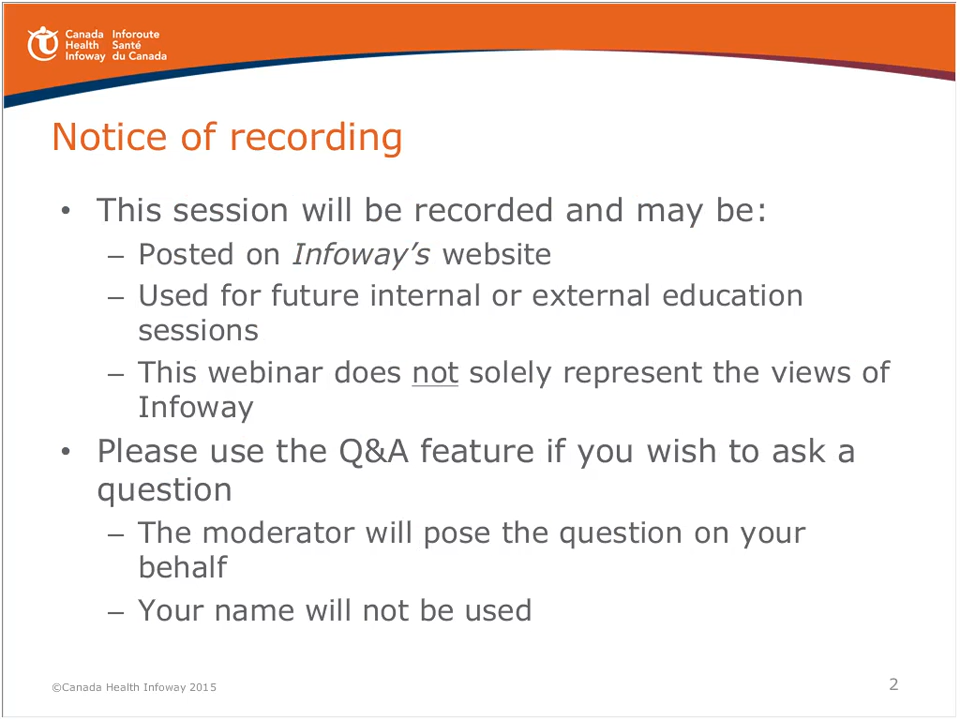 Canada Inforoute
Health Santé
Infoway du Canada
Notice of recording
• This session will be recorded and may be:
– Posted on Infoway’s website
– Used for future internal or external education
sessions
– This webinar does not solely represent the views of
Infoway
• Please use the Q&A feature if you wish to ask a
question
– The moderator will pose the question on your
behalf
– Your name will not be used
©Canada Health Infoway 2015
2